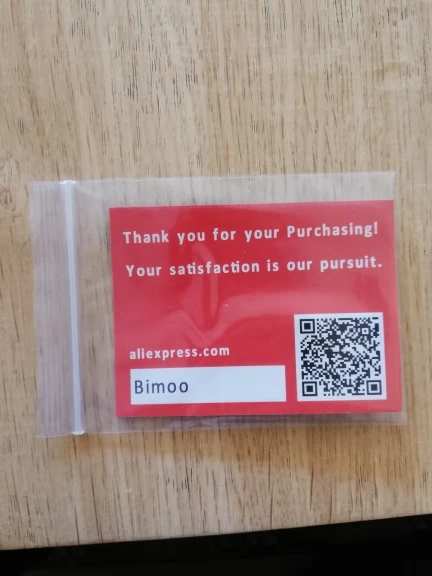 Thank you for your Purchasing!
Your satisfaction is our pursuit.
aliexpress.com
Bimoo